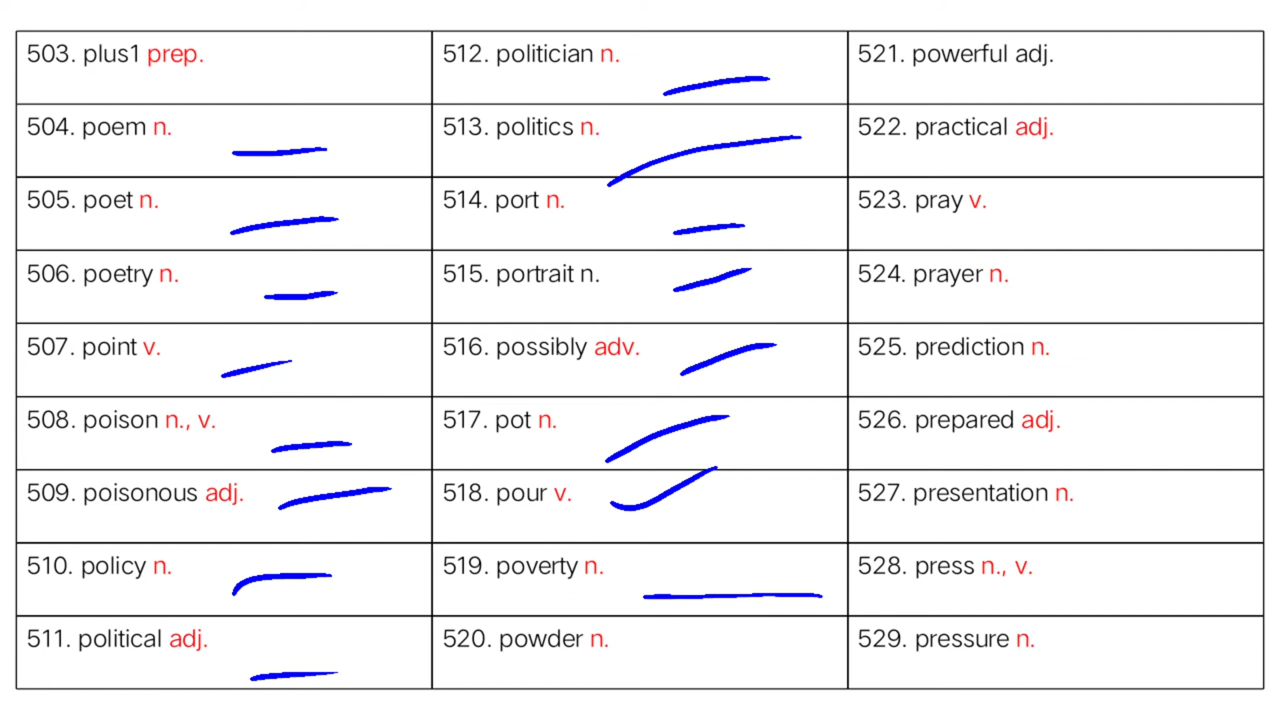 503. plus1 prep.
504. poem n.
505. poet n.
506. poetry n.
507. point v.
508. poison n., v.
509. poisonous adj.
510. policy n.
511. political adj.
512. politician n.
513. politics n.
514. port n.
515. portrait n.
516. possibly adv.
517. pot n.
518. pour v.
519. poverty n.
520. powder n.
521. powerful adj.
522. practical adj.
523. pray v.
524. prayer n.
525. prediction n.
526. prepared adj.
527. presentation n.
528. press n., v.
529. pressure n.